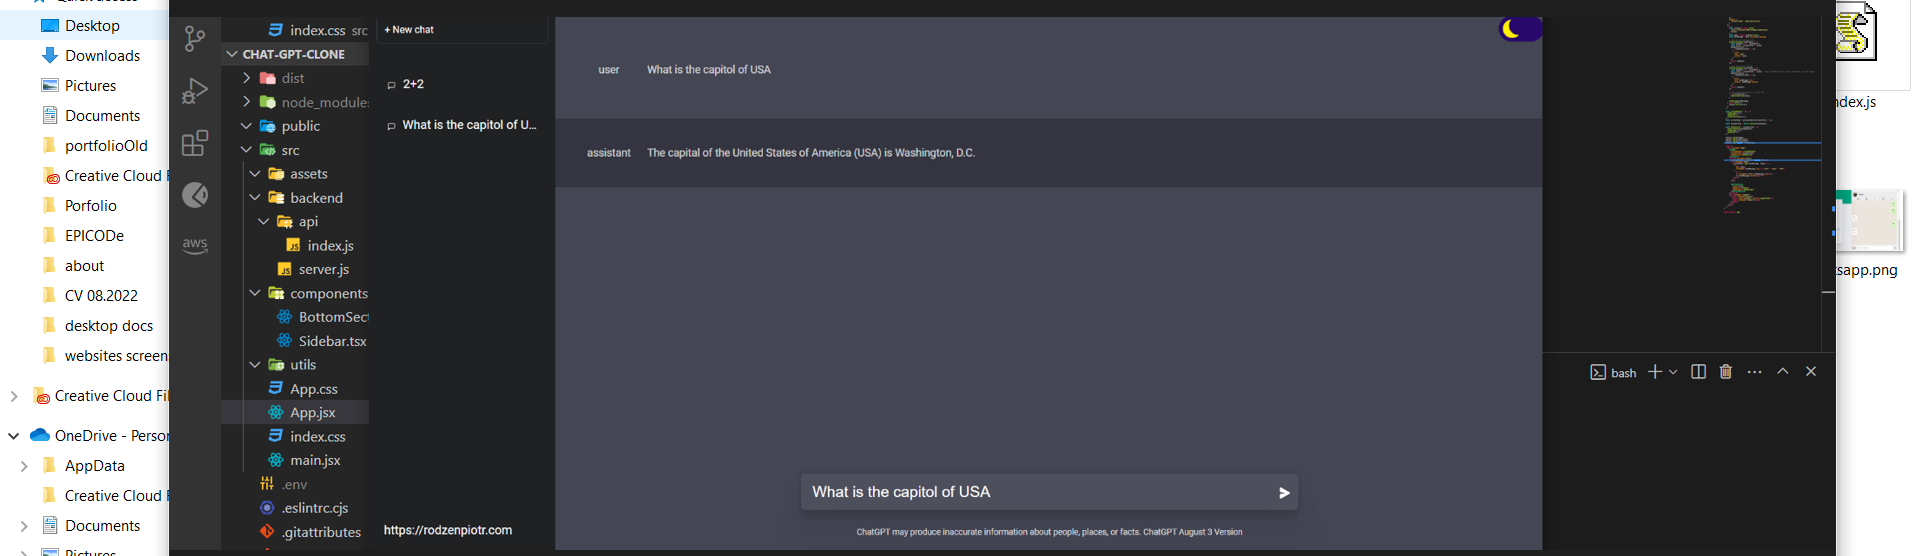 Desktop
Downloads
Pictures
Documents
portfolioOld
Creative Cloud F
Porfolio
EPICODe
about
CV 08.2022
desktop docs
websites screen
Creative Cloud Fil
OneDrive - Person
AppData
Creative Cloud F
Documents
Pictures
aws
index.css src
CHAT-GPT-CLONE
dist
node_modules
public
src
assets
backend
api
JS index.js
JS server.js
components
BottomSect
Sidebar.tsx
utils
App.css
App.jsx
index.css
main.jsx
.env
.eslintrc.cjs
.gitattributes
+ New chat
2+2
What is the capitol of U...
https://rodzenpiotr.com
user What is the capitol of USA
assistant The capital of the United States of America (USA) is Washington, D.C.
What is the capitol of USA
ChatGPT may produce inaccurate information about people, places, or facts. ChatGPT August 3 Version
bash
ndex.js
tsapp.png